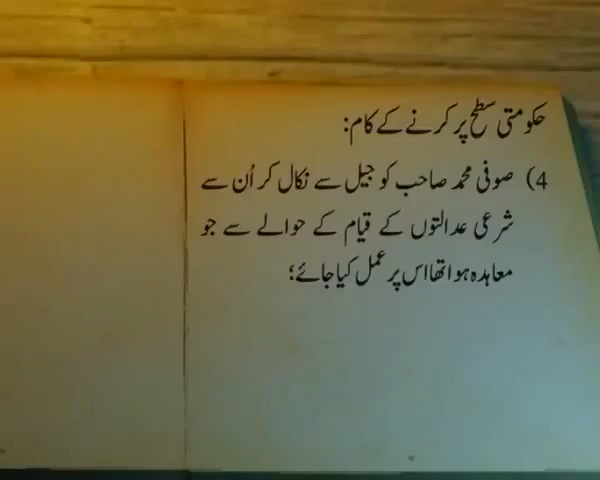 حکومتی سطح پر کرنے کے کام:
4) صوفی محمد صاحب کو جیل سے نکال کر اُن سے
شرعی عدالتوں کے قیام کے حوالے سے جو
معاہدہ ہوا تھا اس پر عمل کیا جائے؛